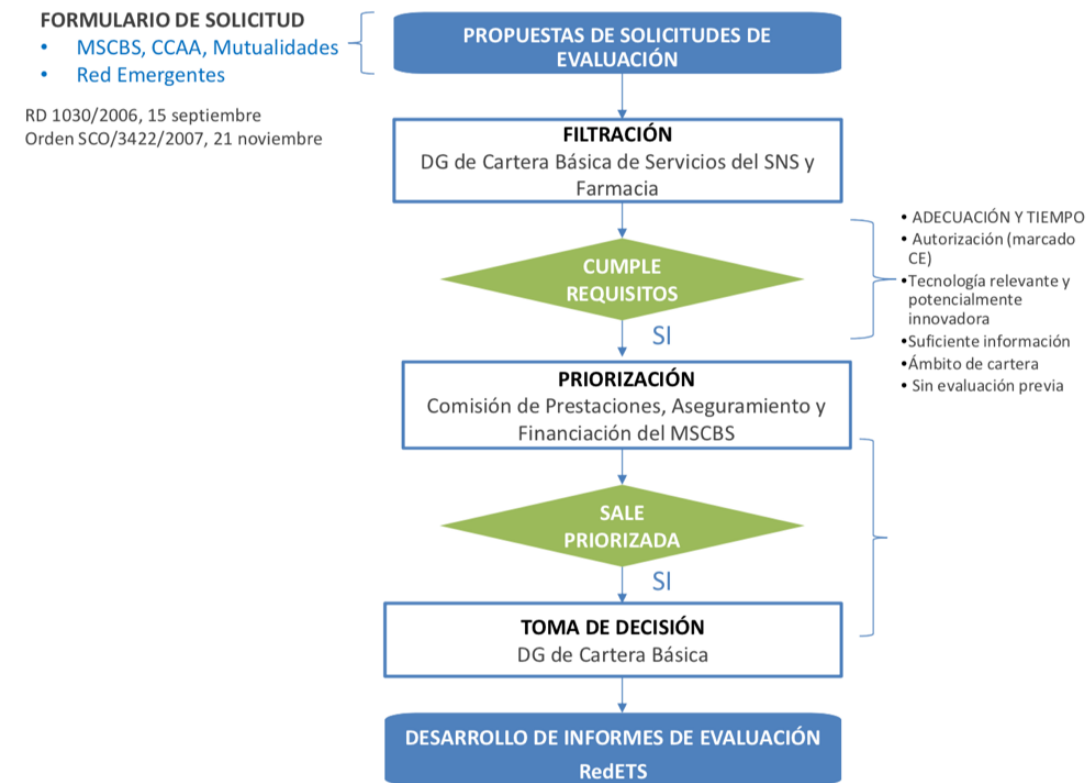 FORMULARIO DE SOLICITUD
• MSCBS, CCAA, Mutualidades
• Red Emergentes
RD 1030/2006, 15 septiembre
Orden SCO/3422/2007, 21 noviembre
PROPUESTAS DE SOLICITUDES DE
EVALUACIÓN
FILTRACIÓN
DG de Cartera Básica de Servicios del SNS y
Farmacia
CUMPLE
REQUISITOS
SI
• ADECUACIÓN Y TIEMPO
• Autorización (marcado
CE)
•Tecnología relevante y
potencialmente
innovadora
•Suficiente información
•Ámbito de cartera
• Sin evaluación previa
PRIORIZACIÓN
Comisión de Prestaciones, Aseguramiento y
Financiación del MSCBS
SALE
PRIORIZADA
SI
TOMA DE DECISIÓN
DG de Cartera Básica
DESARROLLO DE INFORMES DE EVALUACIÓN
RedETS